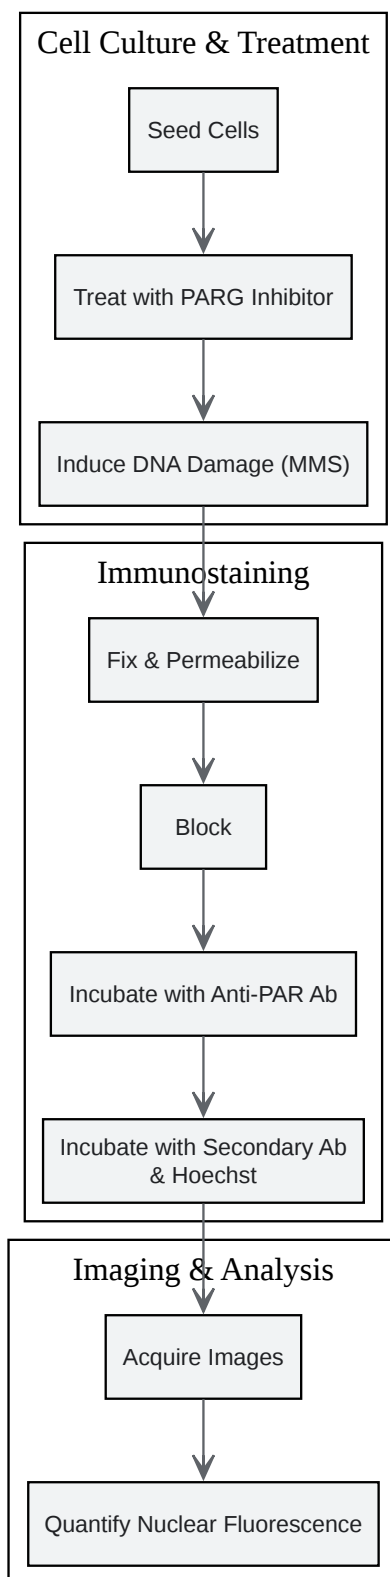 Cell Culture & Treatment
Seed Cells
Treat with PARG Inhibitor
Induce DNA Damage (MMS)
Immunostaining
Fix & Permeabilize
Block
Incubate with Anti-PAR Ab
Incubate with Secondary Ab
& Hoechst
Imaging & Analysis
Acquire Images
Quantify Nuclear Fluorescence